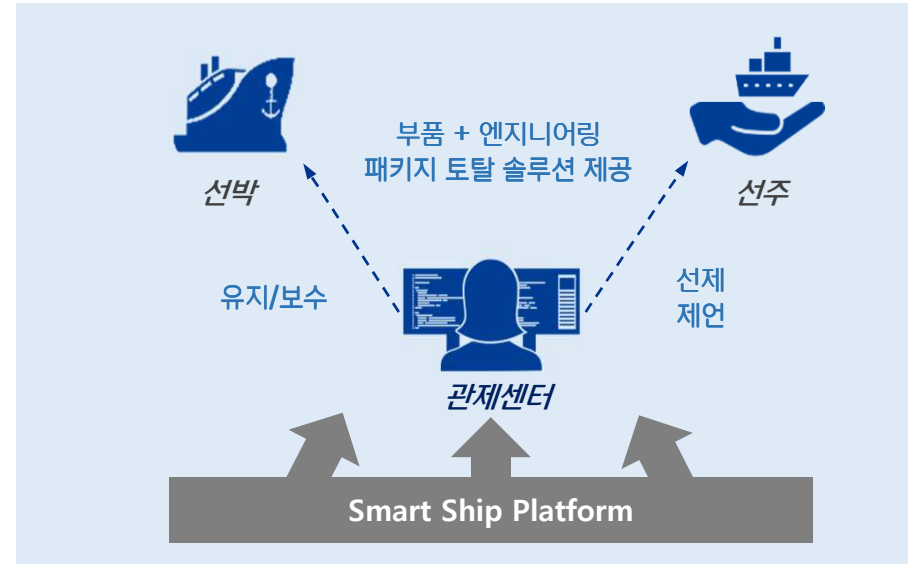 부품 + 엔지니어링
패키지 토탈 솔루션 제공
선박
선주
유지/보수
선제
제언
관제센터
Smart Ship Platform